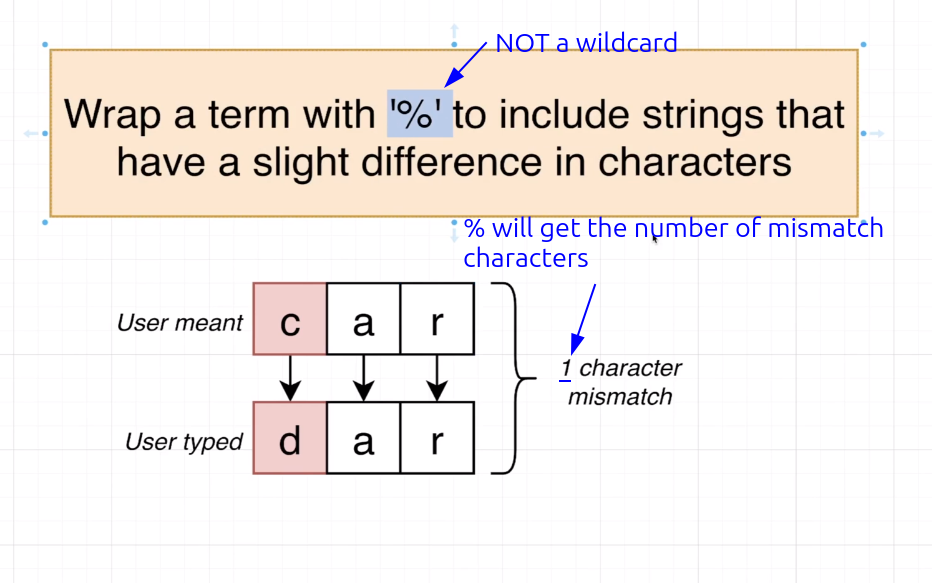 NOT a wildcard
Wrap a term with '%' to include strings that
have a slight difference in characters
% will get the number of mismatch
characters
User meant c a r
1 character
mismatch
User typed d a r